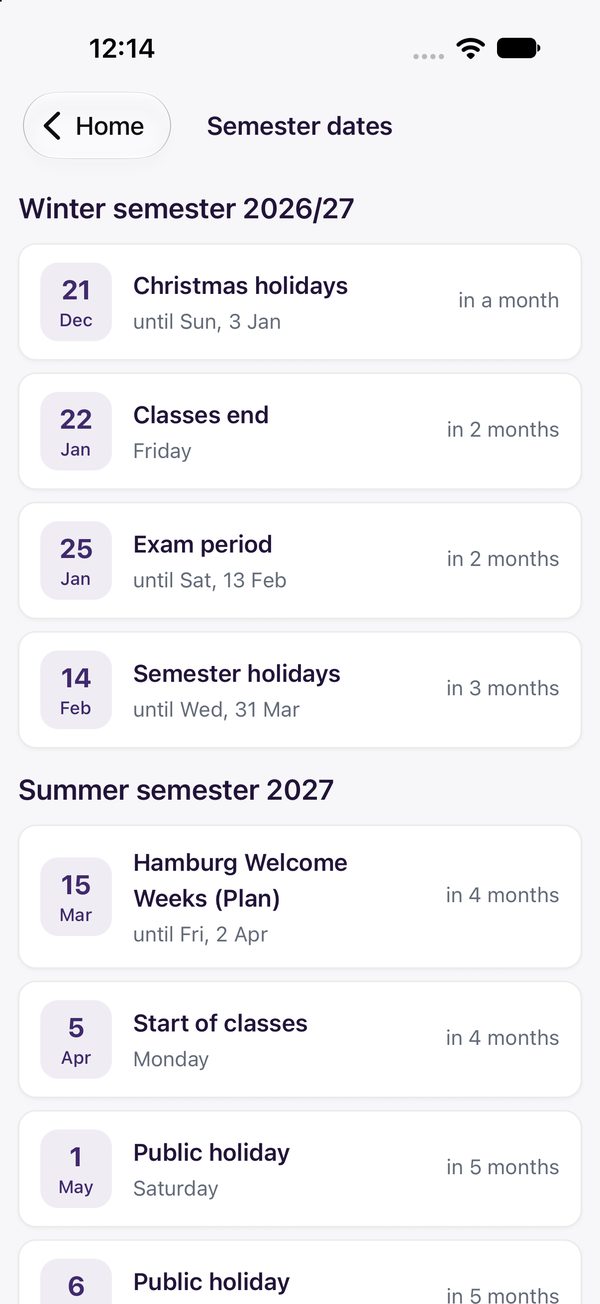 12:14
Home
Semester dates
Winter semester 2026/27
21
Dec
Christmas holidays
until Sun, 3 Jan
in a month
22
Jan
Classes end
Friday
in 2 months
25
Jan
Exam period
until Sat, 13 Feb
in 2 months
14
Feb
Semester holidays
until Wed, 31 Mar
in 3 months
Summer semester 2027
15
Mar
Hamburg Welcome
Weeks (Plan)
until Fri, 2 Apr
in 4 months
5
Apr
Start of classes
Monday
in 4 months
1
May
Public holiday
Saturday
in 5 months
6
Public holiday
in 5 months